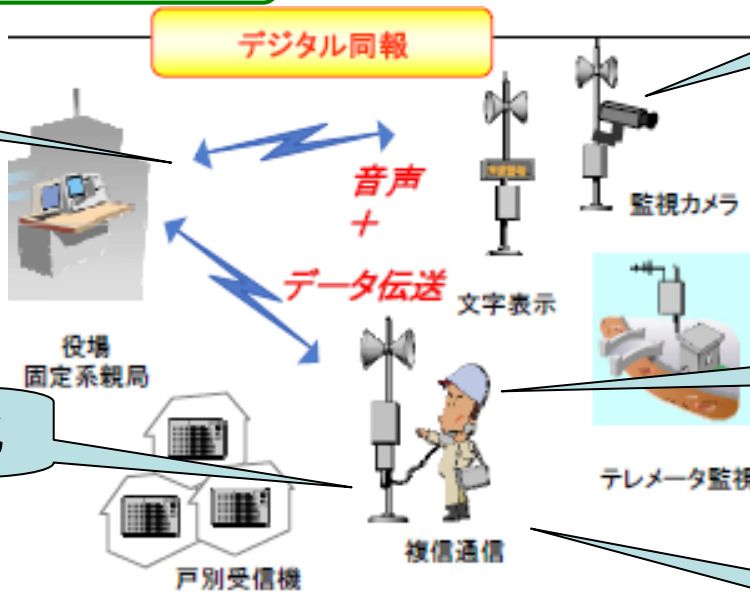 デジタル同報
音声
+
データ伝送
監視カメラ
文字表示
役場
固定系親局
テレメータ監視
複信通信
戸別受信機